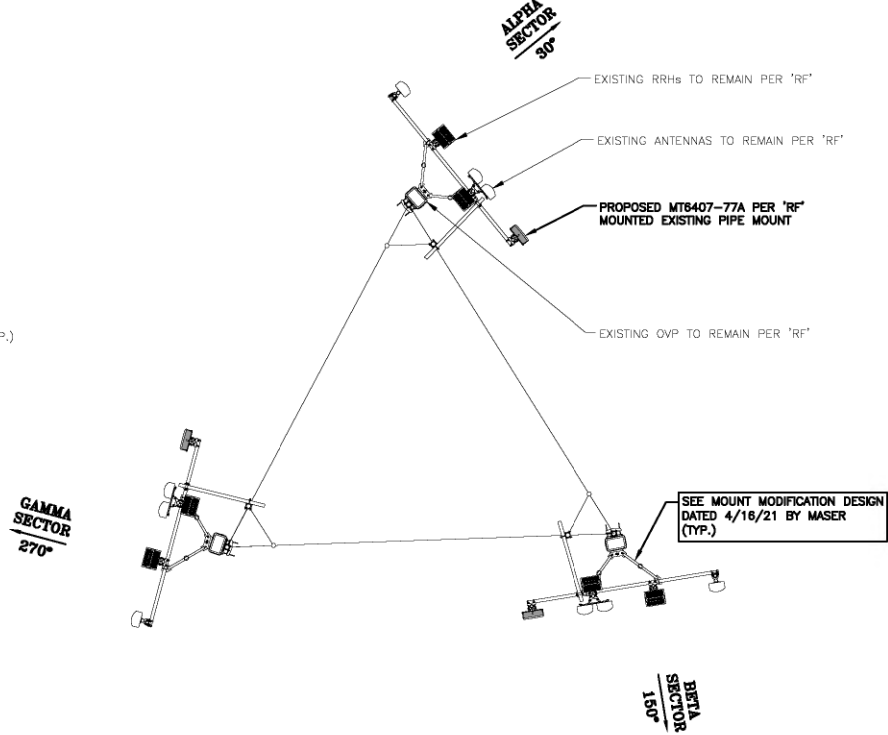 ALPHA
SECTOR
30°
EXISTING RRHs TO REMAIN PER 'RF'
EXISTING ANTENNAS TO REMAIN PER 'RF'
PROPOSED MT6407-77A PER 'RF'
MOUNTED EXISTING PIPE MOUNT
EXISTING OVP TO REMAIN PER 'RF'
P.)
GAMMA
SECTOR
270°
SEE MOUNT MODIFICATION DESIGN
DATED 4/16/21 BY MASER
(TYP.)
BETA
SECTOR
150°